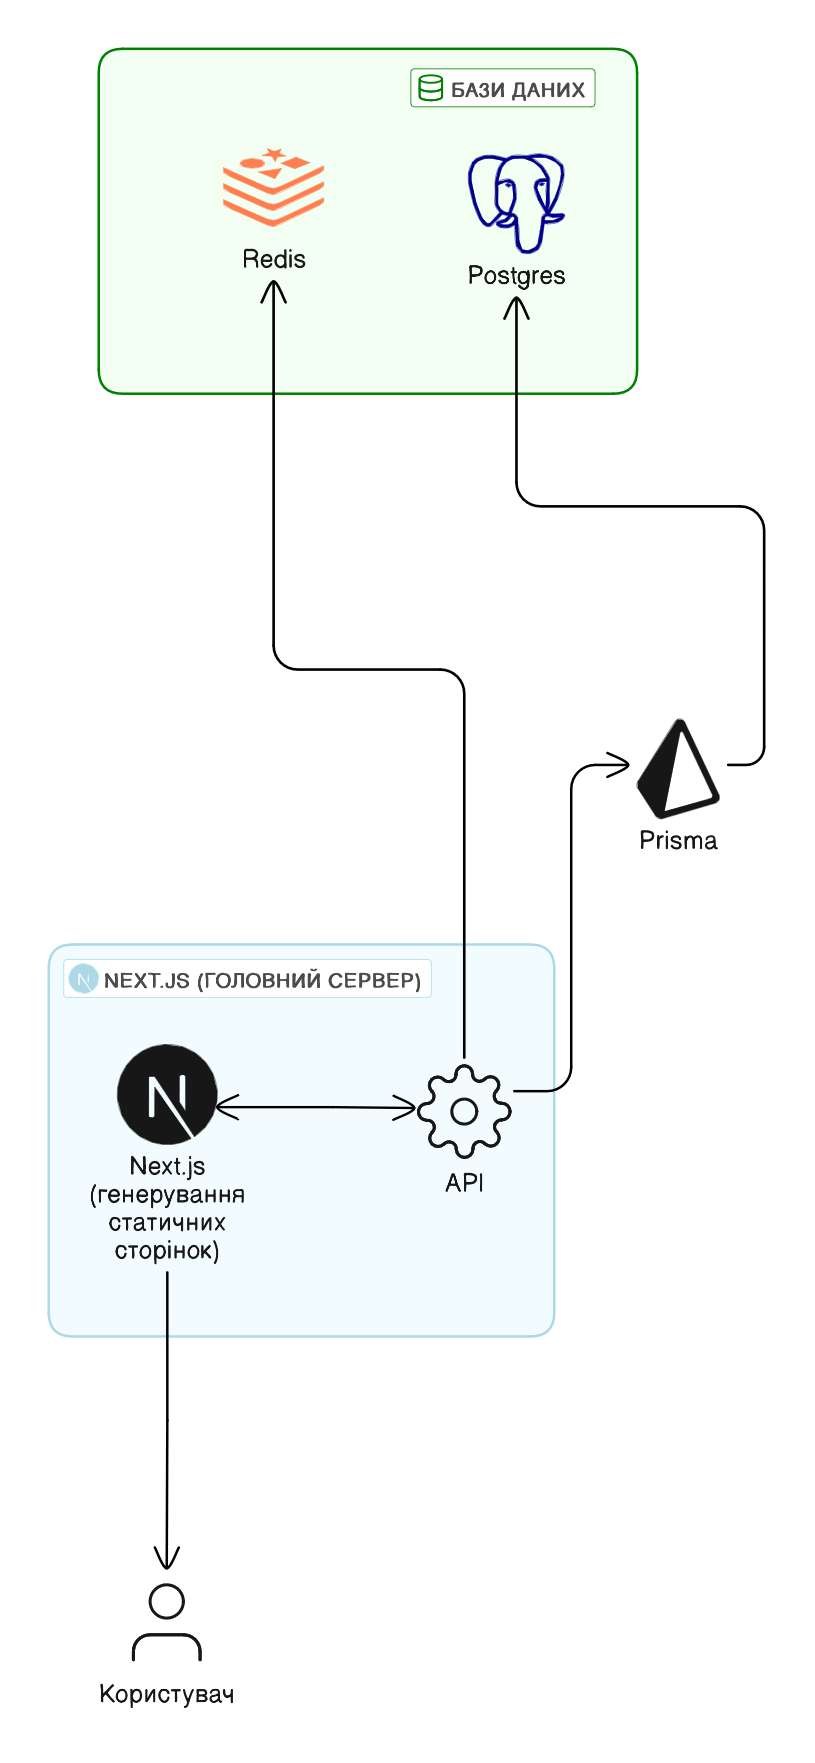 БАЗИ ДАНИХ
Redis
Postgres
Prisma
NEXT.JS (ГОЛОВНИЙ СЕРВЕР)
Next.js
(генерування
статичних
сторінок)
API
Користувач